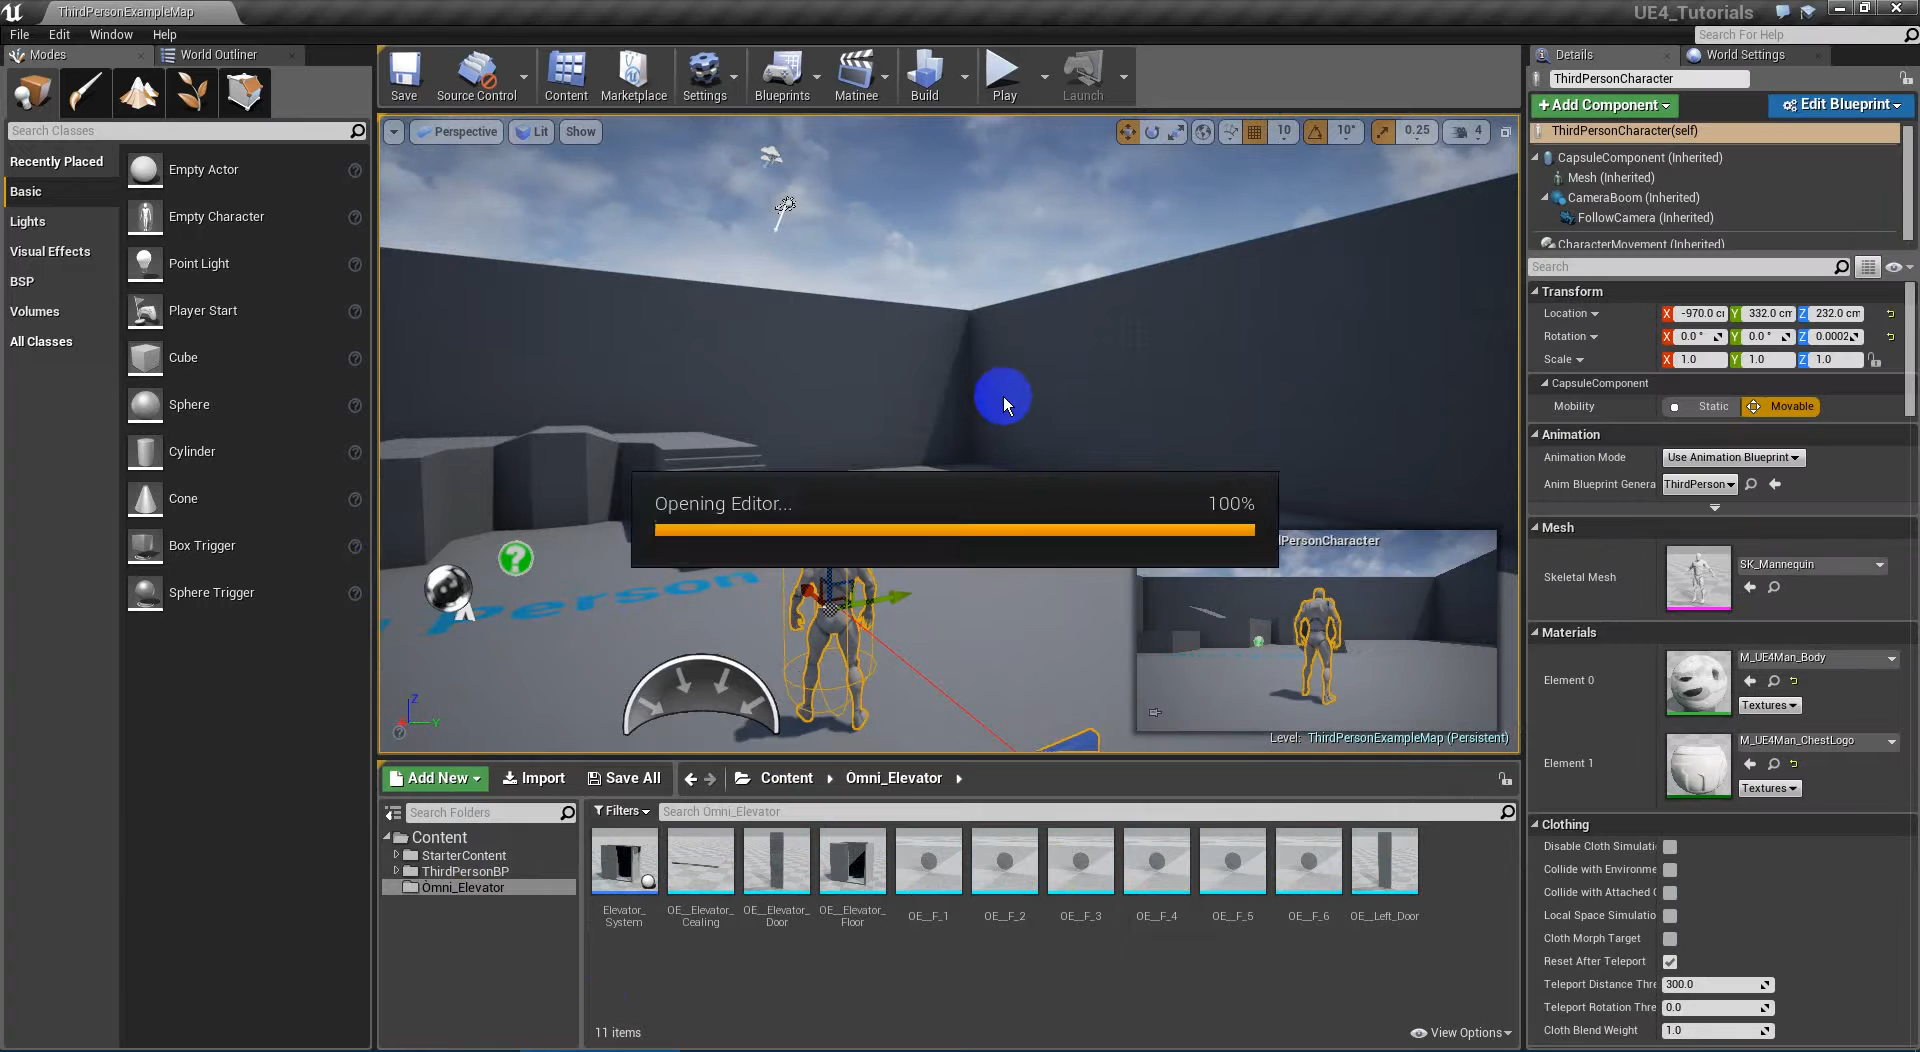 ThirdPersonExampleMap
UE4_Tutorials
File Edit Window Help
Search For Help
Modes
World Outliner
Search Classes
Recently Placed
Basic
Lights
Visual Effects
BSP
Volumes
All Classes
Empty Actor
Empty Character
Point Light
Player Start
Cube
Sphere
Cylinder
Cone
Box Trigger
Sphere Trigger
Save
Source Control
Content
Marketplace
Settings
Blueprints
Matinee
Build
Play
Launch
Perspective
Lit
Show
10
10°
0.25
4
Opening Editor...
100%
dPersonCharacter
person
Z
X
Y
Level: ThirdPersonExampleMap (Persistent)
Add New
Import
Save All
Content
Omni_Elevator
Search Folders
Content
StarterContent
ThirdPersonBP
Omni_Elevator
Filters
Search Omni_Elevator
Elevator_
System
OE__Elevator_
Cealing
OE__Elevator_
Door
OE__Elevator_
Floor
OE__F_1
OE__F_2
OE__F_3
OE__F_4
OE__F_5
OE__F_6
OE__Left_Door
11 items
View Options
Details
World Settings
ThirdPersonCharacter
+Add Component
Edit Blueprint
ThirdPersonCharacter(self)
CapsuleComponent (Inherited)
Mesh (Inherited)
CameraBoom (Inherited)
FollowCamera (Inherited)
CharacterMovement (Inherited)
Search
Transform
Location X -970.0 c Y 332.0 cm Z 232.0 cm
Rotation X 0.0 ° Y 0.0 ° Z 0.0002
Scale X 1.0 Y 1.0 Z 1.0
CapsuleComponent
Mobility Static Movable
Animation
Animation Mode Use Animation Blueprint
Anim Blueprint Genera ThirdPerson
Mesh
Skeletal Mesh SK_Mannequin
Materials
Element 0 M_UE4Man_Body
Textures
Element 1 M_UE4Man_ChestLogo
Textures
Clothing
Disable Cloth Simulati
Collide with Environme
Collide with Attached C
Local Space Simulatio
Cloth Morph Target
Reset After Teleport
Teleport Distance Thre 300.0
Teleport Rotation Thre 0.0
Cloth Blend Weight 1.0